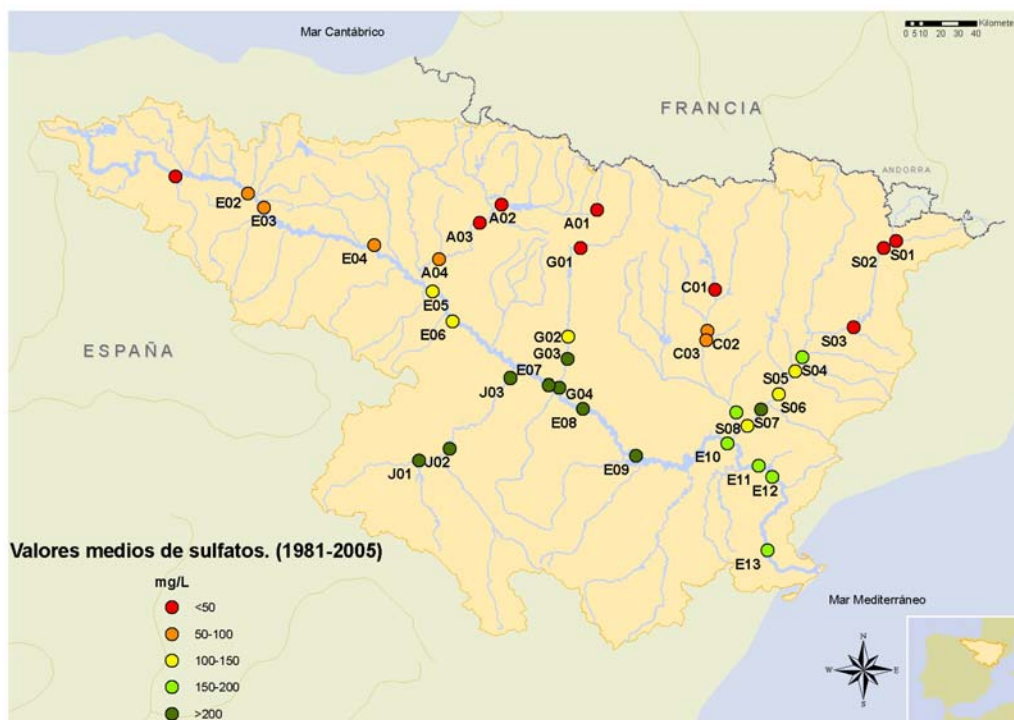 Mar Cantábrico
0 5 10 20 30 40
FRANCIA
ANDORRA
E02
E03
A02
A03
A01
E04
A04
G01
S02
S01
C01
E05
E06
ESPAÑA
G02
G03
C03
C02
S03
E07
J03
G04
S05
S04
E08
S06
S08
S07
J01
J02
E09
E10
E11
E12
E13
Valores medios de sulfatos. (1981-2005)
mg/L
<50
50-100
100-150
150-200
>200
Mar Mediterráneo
N
W
E
S